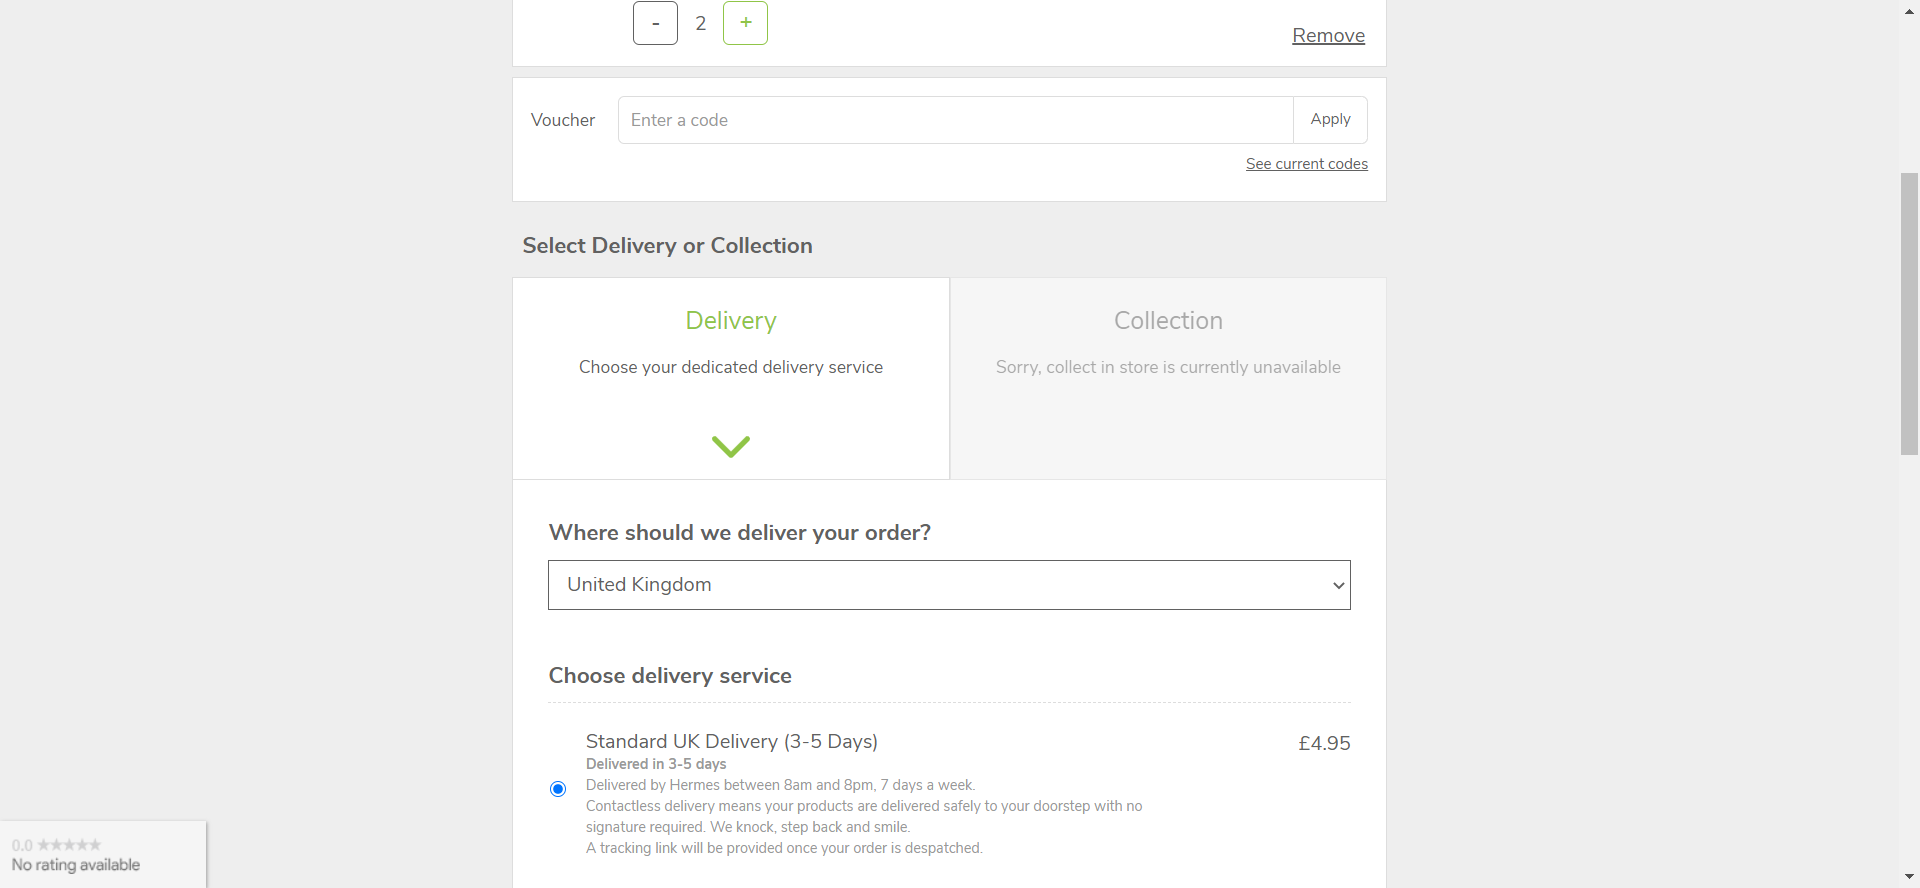 - 2 +
Remove
Voucher Enter a code Apply
See current codes
Select Delivery or Collection
Delivery
Choose your dedicated delivery service
Collection
Sorry, collect in store is currently unavailable
Where should we deliver your order?
United Kingdom
Choose delivery service
Standard UK Delivery (3-5 Days) £4.95
Delivered in 3-5 days
Delivered by Hermes between 8am and 8pm, 7 days a week.
Contactless delivery means your products are delivered safely to your doorstep with no
signature required. We knock, step back and smile.
A tracking link will be provided once your order is despatched.
0.0 ★★★★★
No rating available